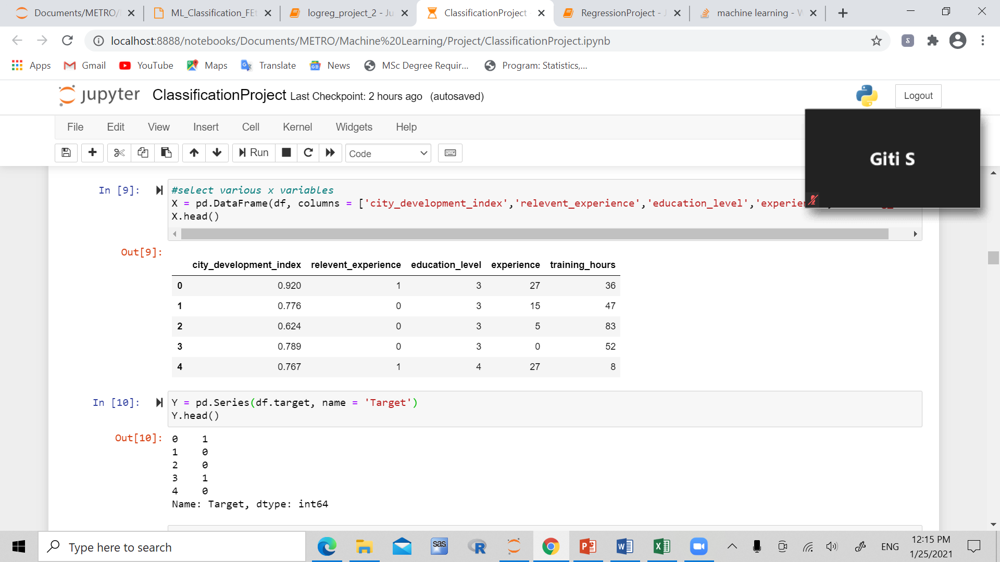 Documents/METRO/
ML_Classification_FEt
logreg_project_2 - Ju
ClassificationProject
RegressionProject - J
machine learning - W
localhost:8888/notebooks/Documents/METRO/Machine%20Learning/Project/ClassificationProject.ipynb
S
Apps
Gmail
YouTube
Maps
Translate
News
MSc Degree Requir...
Program: Statistics,...
jupyter
ClassificationProject Last Checkpoint: 2 hours ago (autosaved)
Logout
File Edit View Insert Cell Kernel Widgets Help
Run
Code
Giti S
In [9]:
#select various x variables
X = pd.DataFrame(df, columns = ['city_development_index','relevent_experience','education_level','experien
X.head()
Out[9]:
city_development_index relevent_experience education_level experience training_hours
0 0.920 1 3 27 36
1 0.776 0 3 15 47
2 0.624 0 3 5 83
3 0.789 0 3 0 52
4 0.767 1 4 27 8
In [10]:
Y = pd.Series(df.target, name = 'Target')
Y.head()
Out[10]:
0 1
1 0
2 0
3 1
4 0
Name: Target, dtype: int64
Type here to search
sas
R
ENG
12:15 PM
1/25/2021